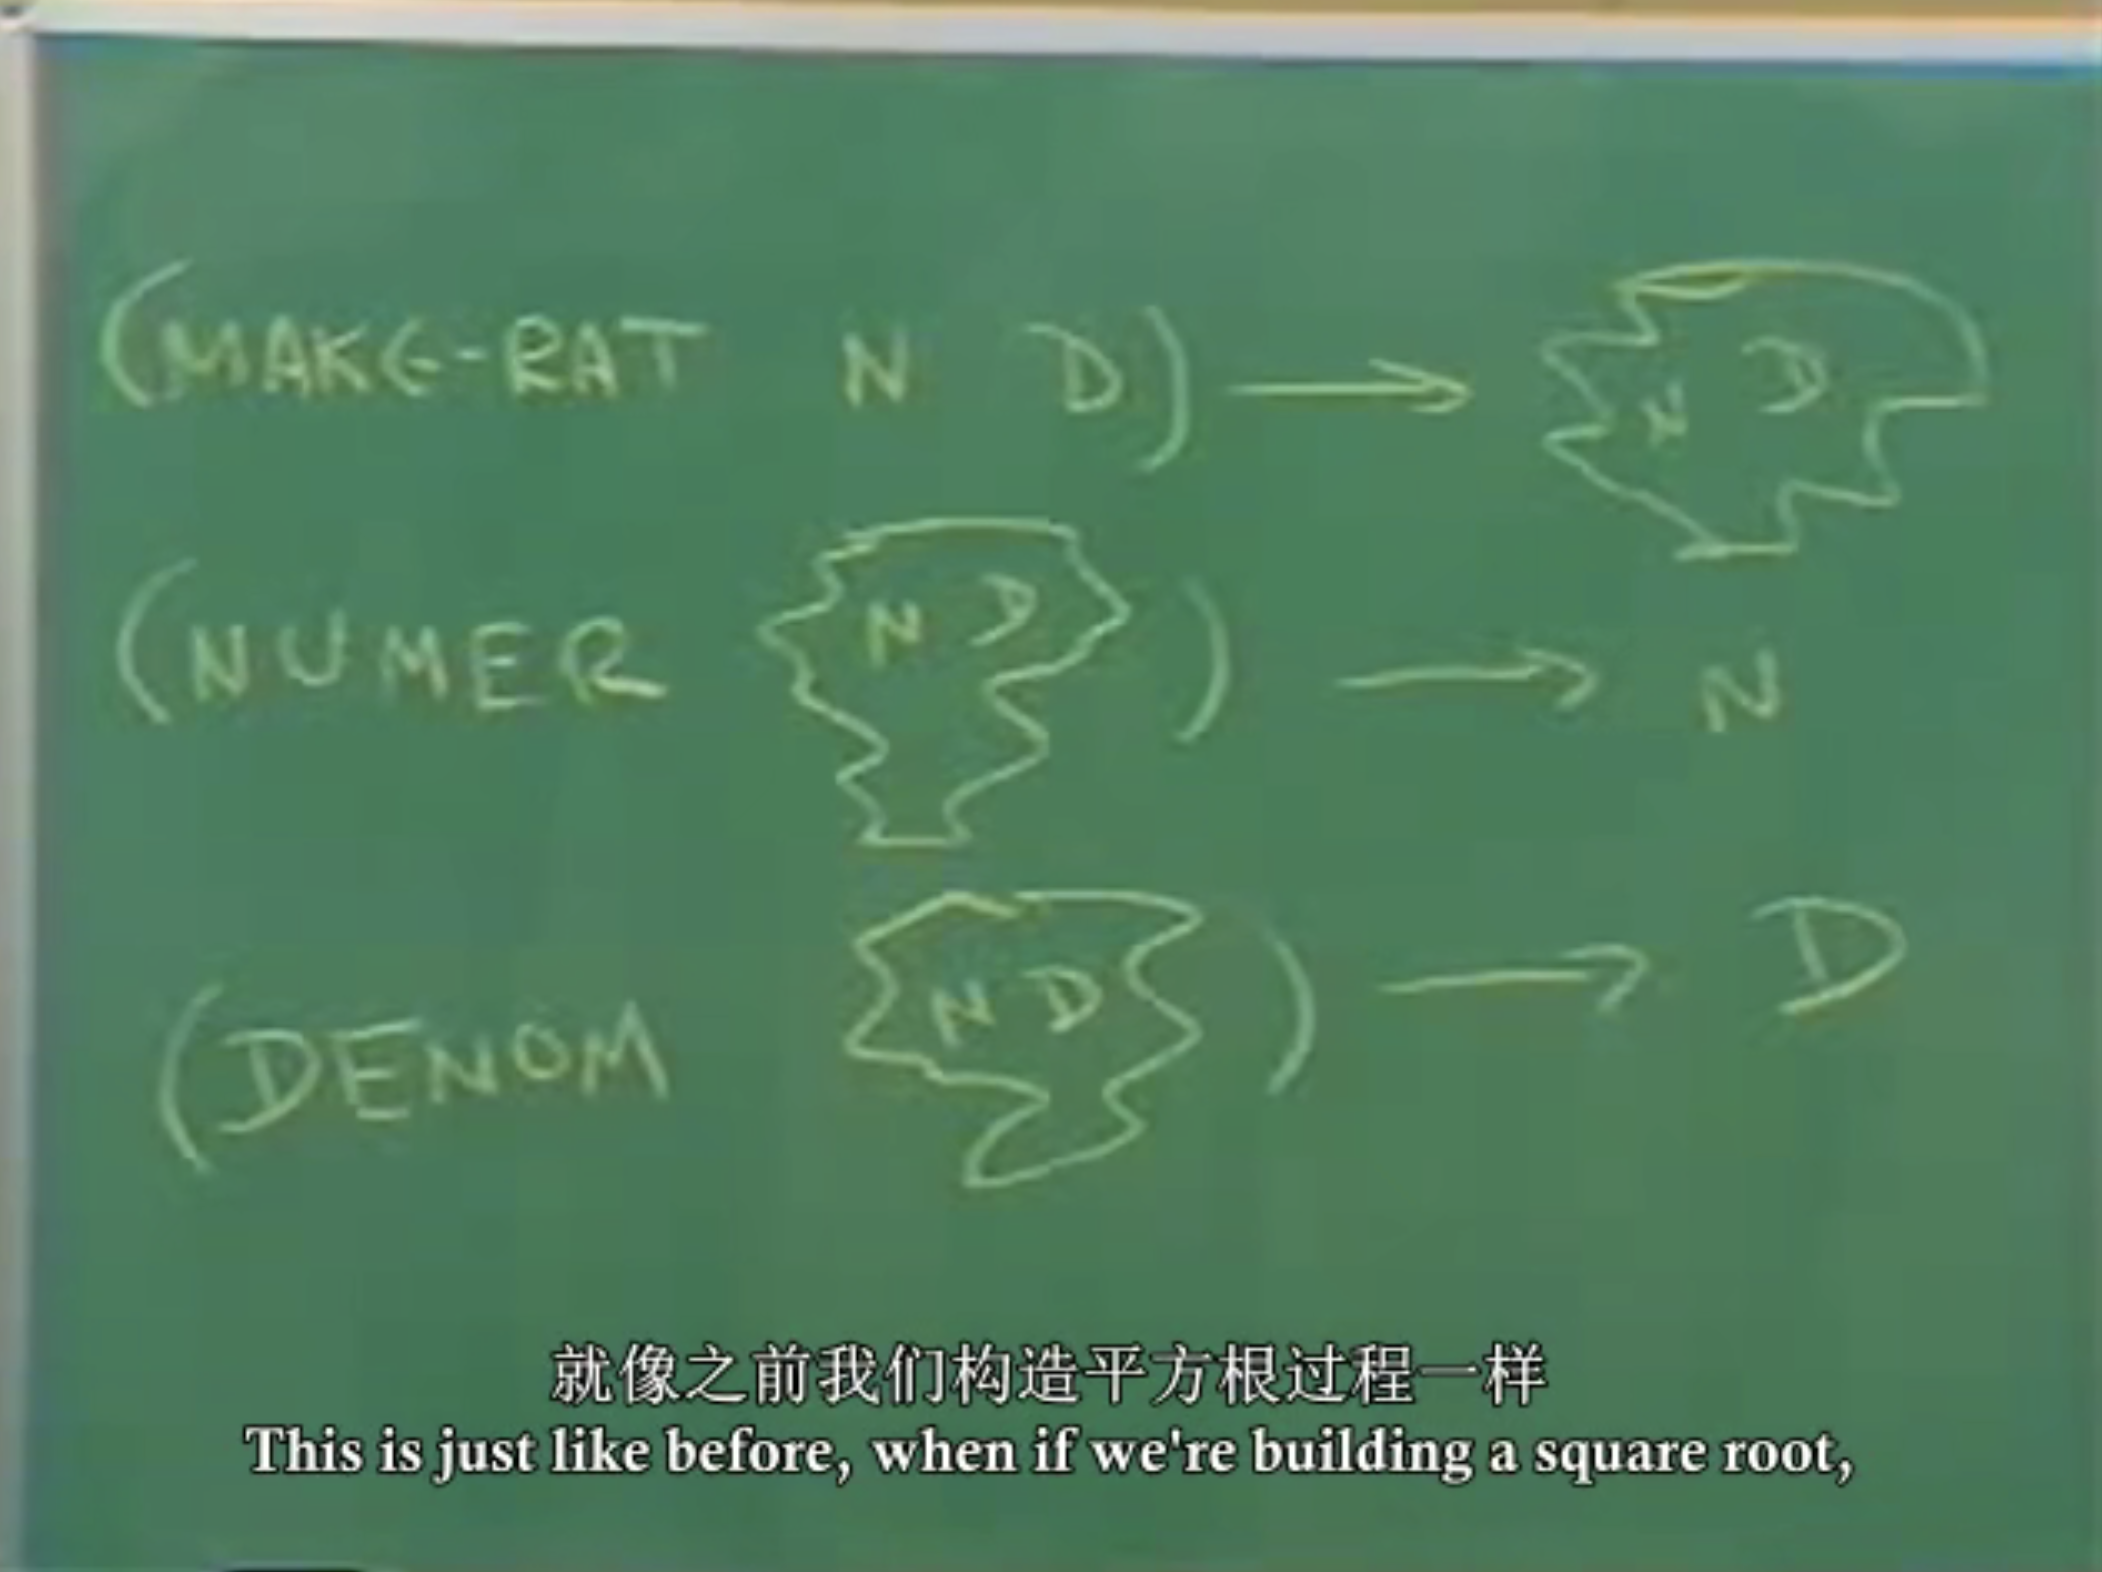 (MAKE-RAT N D) → N D
(NUMER N D) → N
(DENOM N D) → D
就像之前我们构造平方根过程一样
This is just like before, when if we're building a square root,